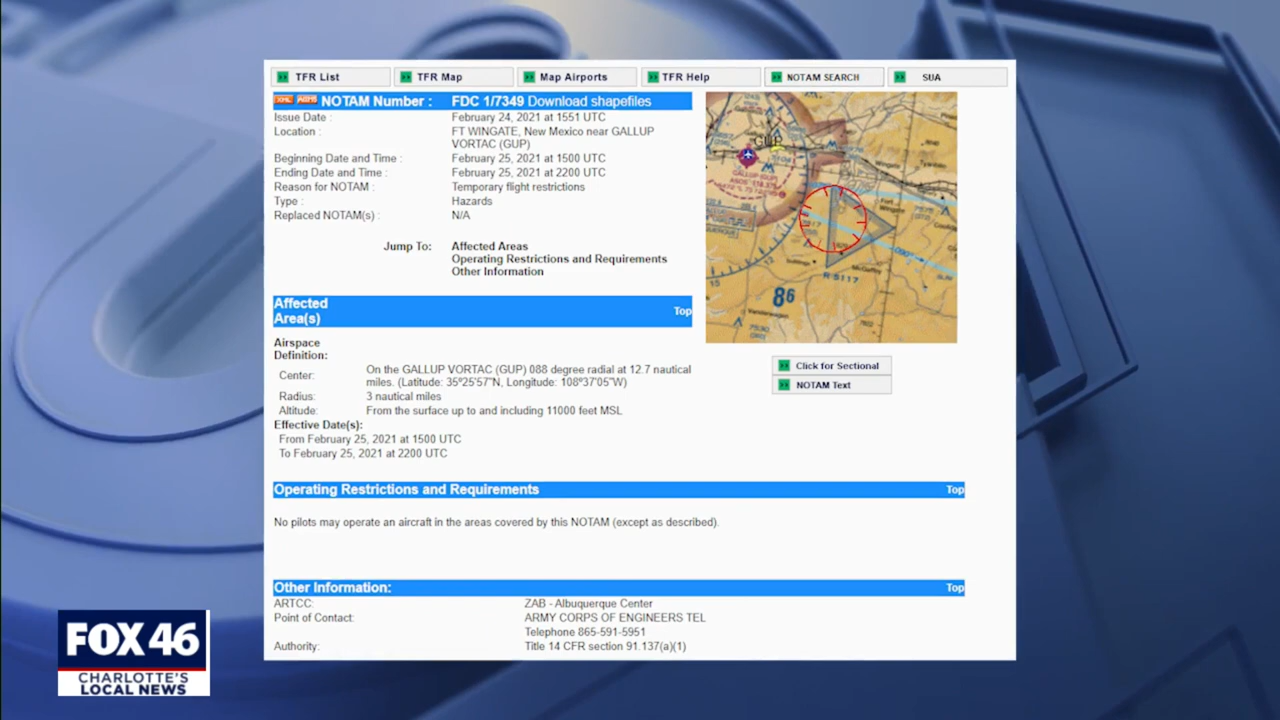 TFR List
TFR Map
Map Airports
TFR Help
NOTAM SEARCH
SUA
XML
NOTAM Number : FDC 1/7349 Download shapefiles
Issue Date : February 24, 2021 at 1551 UTC
Location : FT WINGATE, New Mexico near GALLUP
VORTAC (GUP)
Beginning Date and Time : February 25, 2021 at 1500 UTC
Ending Date and Time : February 25, 2021 at 2200 UTC
Reason for NOTAM : Temporary flight restrictions
Type : Hazards
Replaced NOTAM(s) : N/A
Jump To: Affected Areas
Operating Restrictions and Requirements
Other Information
GUP
Wingate
Fort
Wingate
McGaffey
R 5117
86
Vanderwagen
7530
Click for Sectional
NOTAM Text
Affected
Area(s)
Top
Airspace
Definition:
Center: On the GALLUP VORTAC (GUP) 088 degree radial at 12.7 nautical
miles. (Latitude: 35º25'57"N, Longitude: 108º37'05"W)
Radius: 3 nautical miles
Altitude: From the surface up to and including 11000 feet MSL
Effective Date(s):
From February 25, 2021 at 1500 UTC
To February 25, 2021 at 2200 UTC
Operating Restrictions and Requirements Top
No pilots may operate an aircraft in the areas covered by this NOTAM (except as described).
Other Information: Top
ARTCC: ZAB - Albuquerque Center
Point of Contact: ARMY CORPS OF ENGINEERS TEL
Telephone 865-591-5951
Authority: Title 14 CFR section 91.137(a)(1)
FOX 46
CHARLOTTE'S
LOCAL NEWS